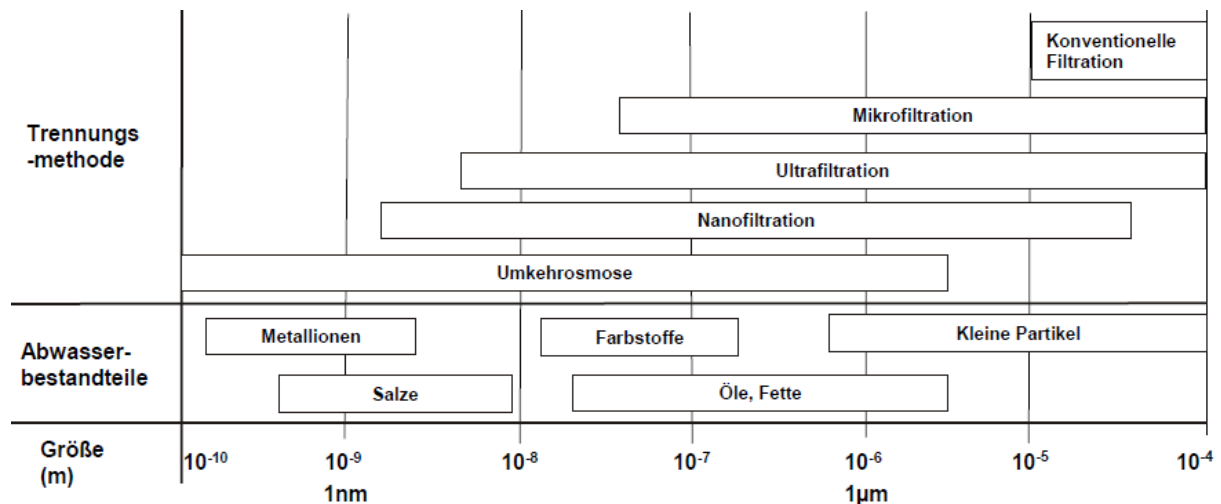 Konventionelle
Filtration
Mikrofiltration
Trennungs
-methode
Ultrafiltration
Nanofiltration
Umkehrosmose
Metallionen
Farbstoffe
Kleine Partikel
Abwasser-
bestandteile
Salze
Öle, Fette
Größe
(m)
10⁻¹⁰
10⁻⁹
10⁻⁸
10⁻⁷
10⁻⁶
10⁻⁵
10⁻⁴
1nm
1µm